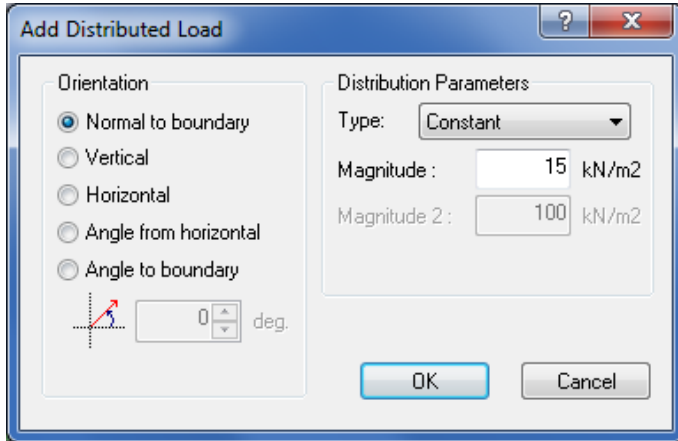 Add Distributed Load
?
X
Orientation
Normal to boundary
Vertical
Horizontal
Angle from horizontal
Angle to boundary
0 deg.
Distribution Parameters
Type: Constant
Magnitude : 15 kN/m2
Magnitude 2 : 100 kN/m2
OK
Cancel